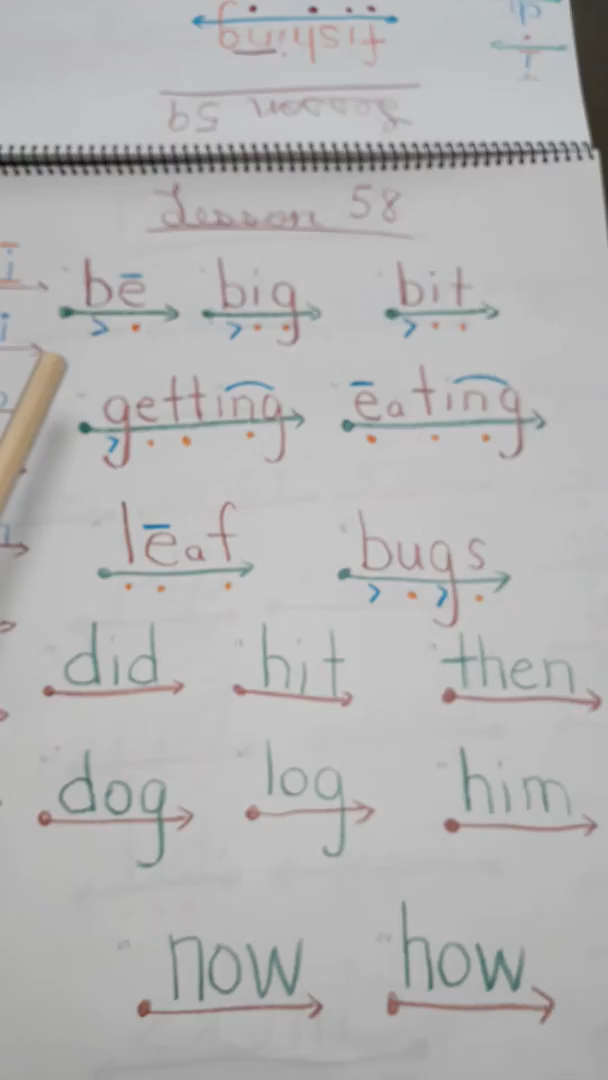 fishing
Lesson 59
Lesson 58
bē big bit
getting ēating
lēaf bugs
did hit then
dog log him
now how